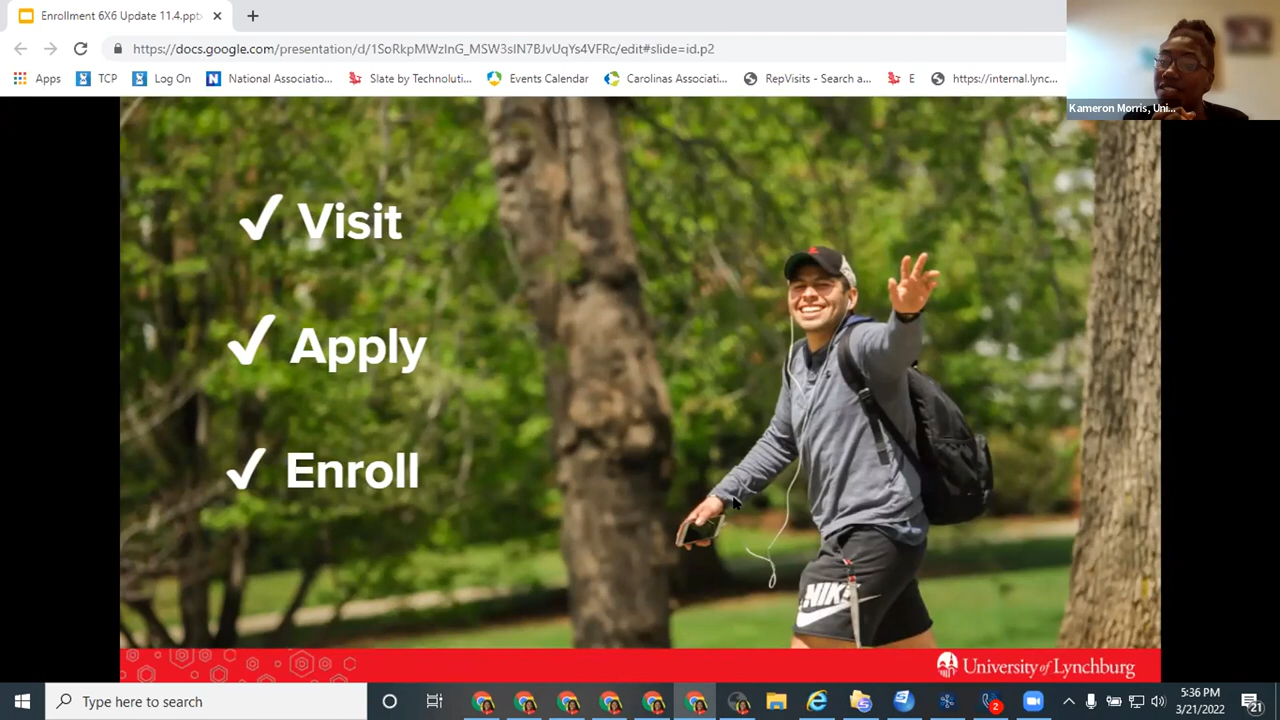 Enrollment 6X6 Update 11.4.ppt
https://docs.google.com/presentation/d/1SoRkpMWzlnG_MSW3sIN7BJvUqYs4VFRc/edit#slide=id.p2
Apps
TCP
Log On
National Associatio...
Slate by Technoluti...
Events Calendar
Carolinas Associati...
RepVisits - Search a...
E
https://internal.lync...
Kameron Morris, Uni...
✓ Visit
✓ Apply
✓ Enroll
NIKE
University of Lynchburg
Type here to search
2
5:36 PM
3/21/2022
21